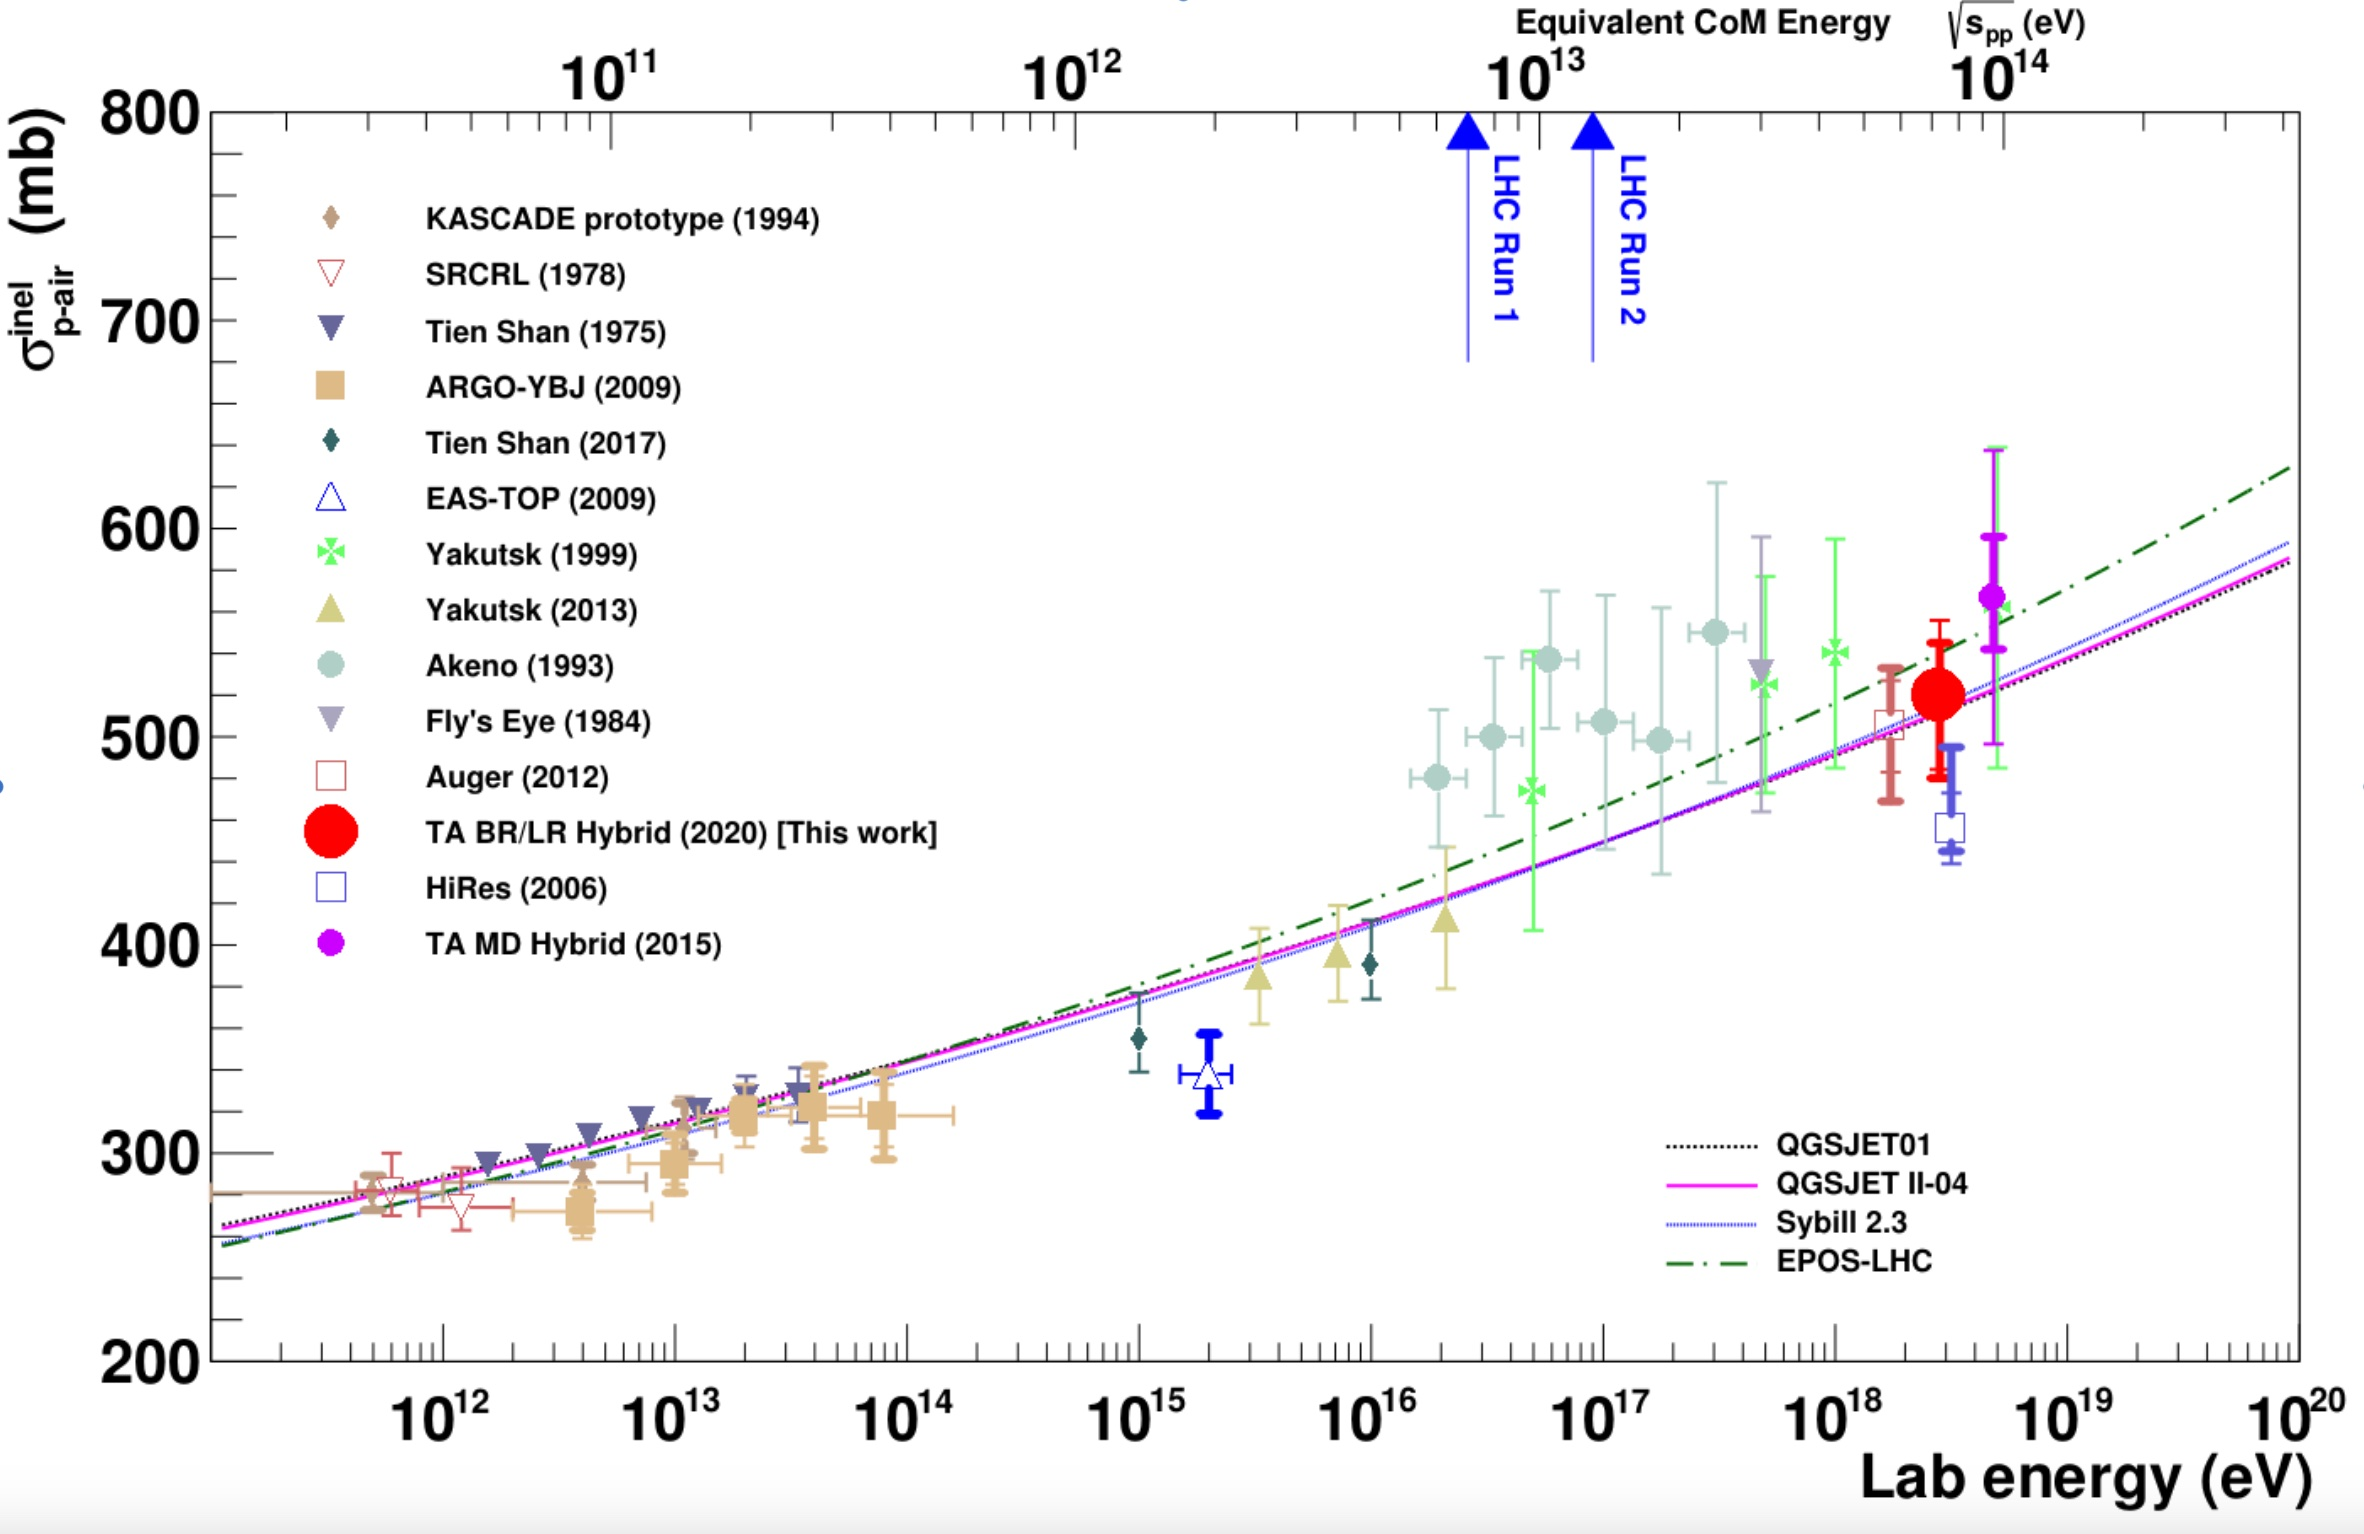 Equivalent CoM Energy √s_pp (eV)
10^11 10^12 10^13 10^14
σ^inel_p-air (mb)
800
700
600
500
400
300
200
LHC Run 1
LHC Run 2
KASCADE prototype (1994)
SRCRL (1978)
Tien Shan (1975)
ARGO-YBJ (2009)
Tien Shan (2017)
EAS-TOP (2009)
Yakutsk (1999)
Yakutsk (2013)
Akeno (1993)
Fly's Eye (1984)
Auger (2012)
TA BR/LR Hybrid (2020) [This work]
HiRes (2006)
TA MD Hybrid (2015)
QGSJET01
QGSJET II-04
Sybill 2.3
EPOS-LHC
10^12 10^13 10^14 10^15 10^16 10^17 10^18 10^19 10^20
Lab energy (eV)